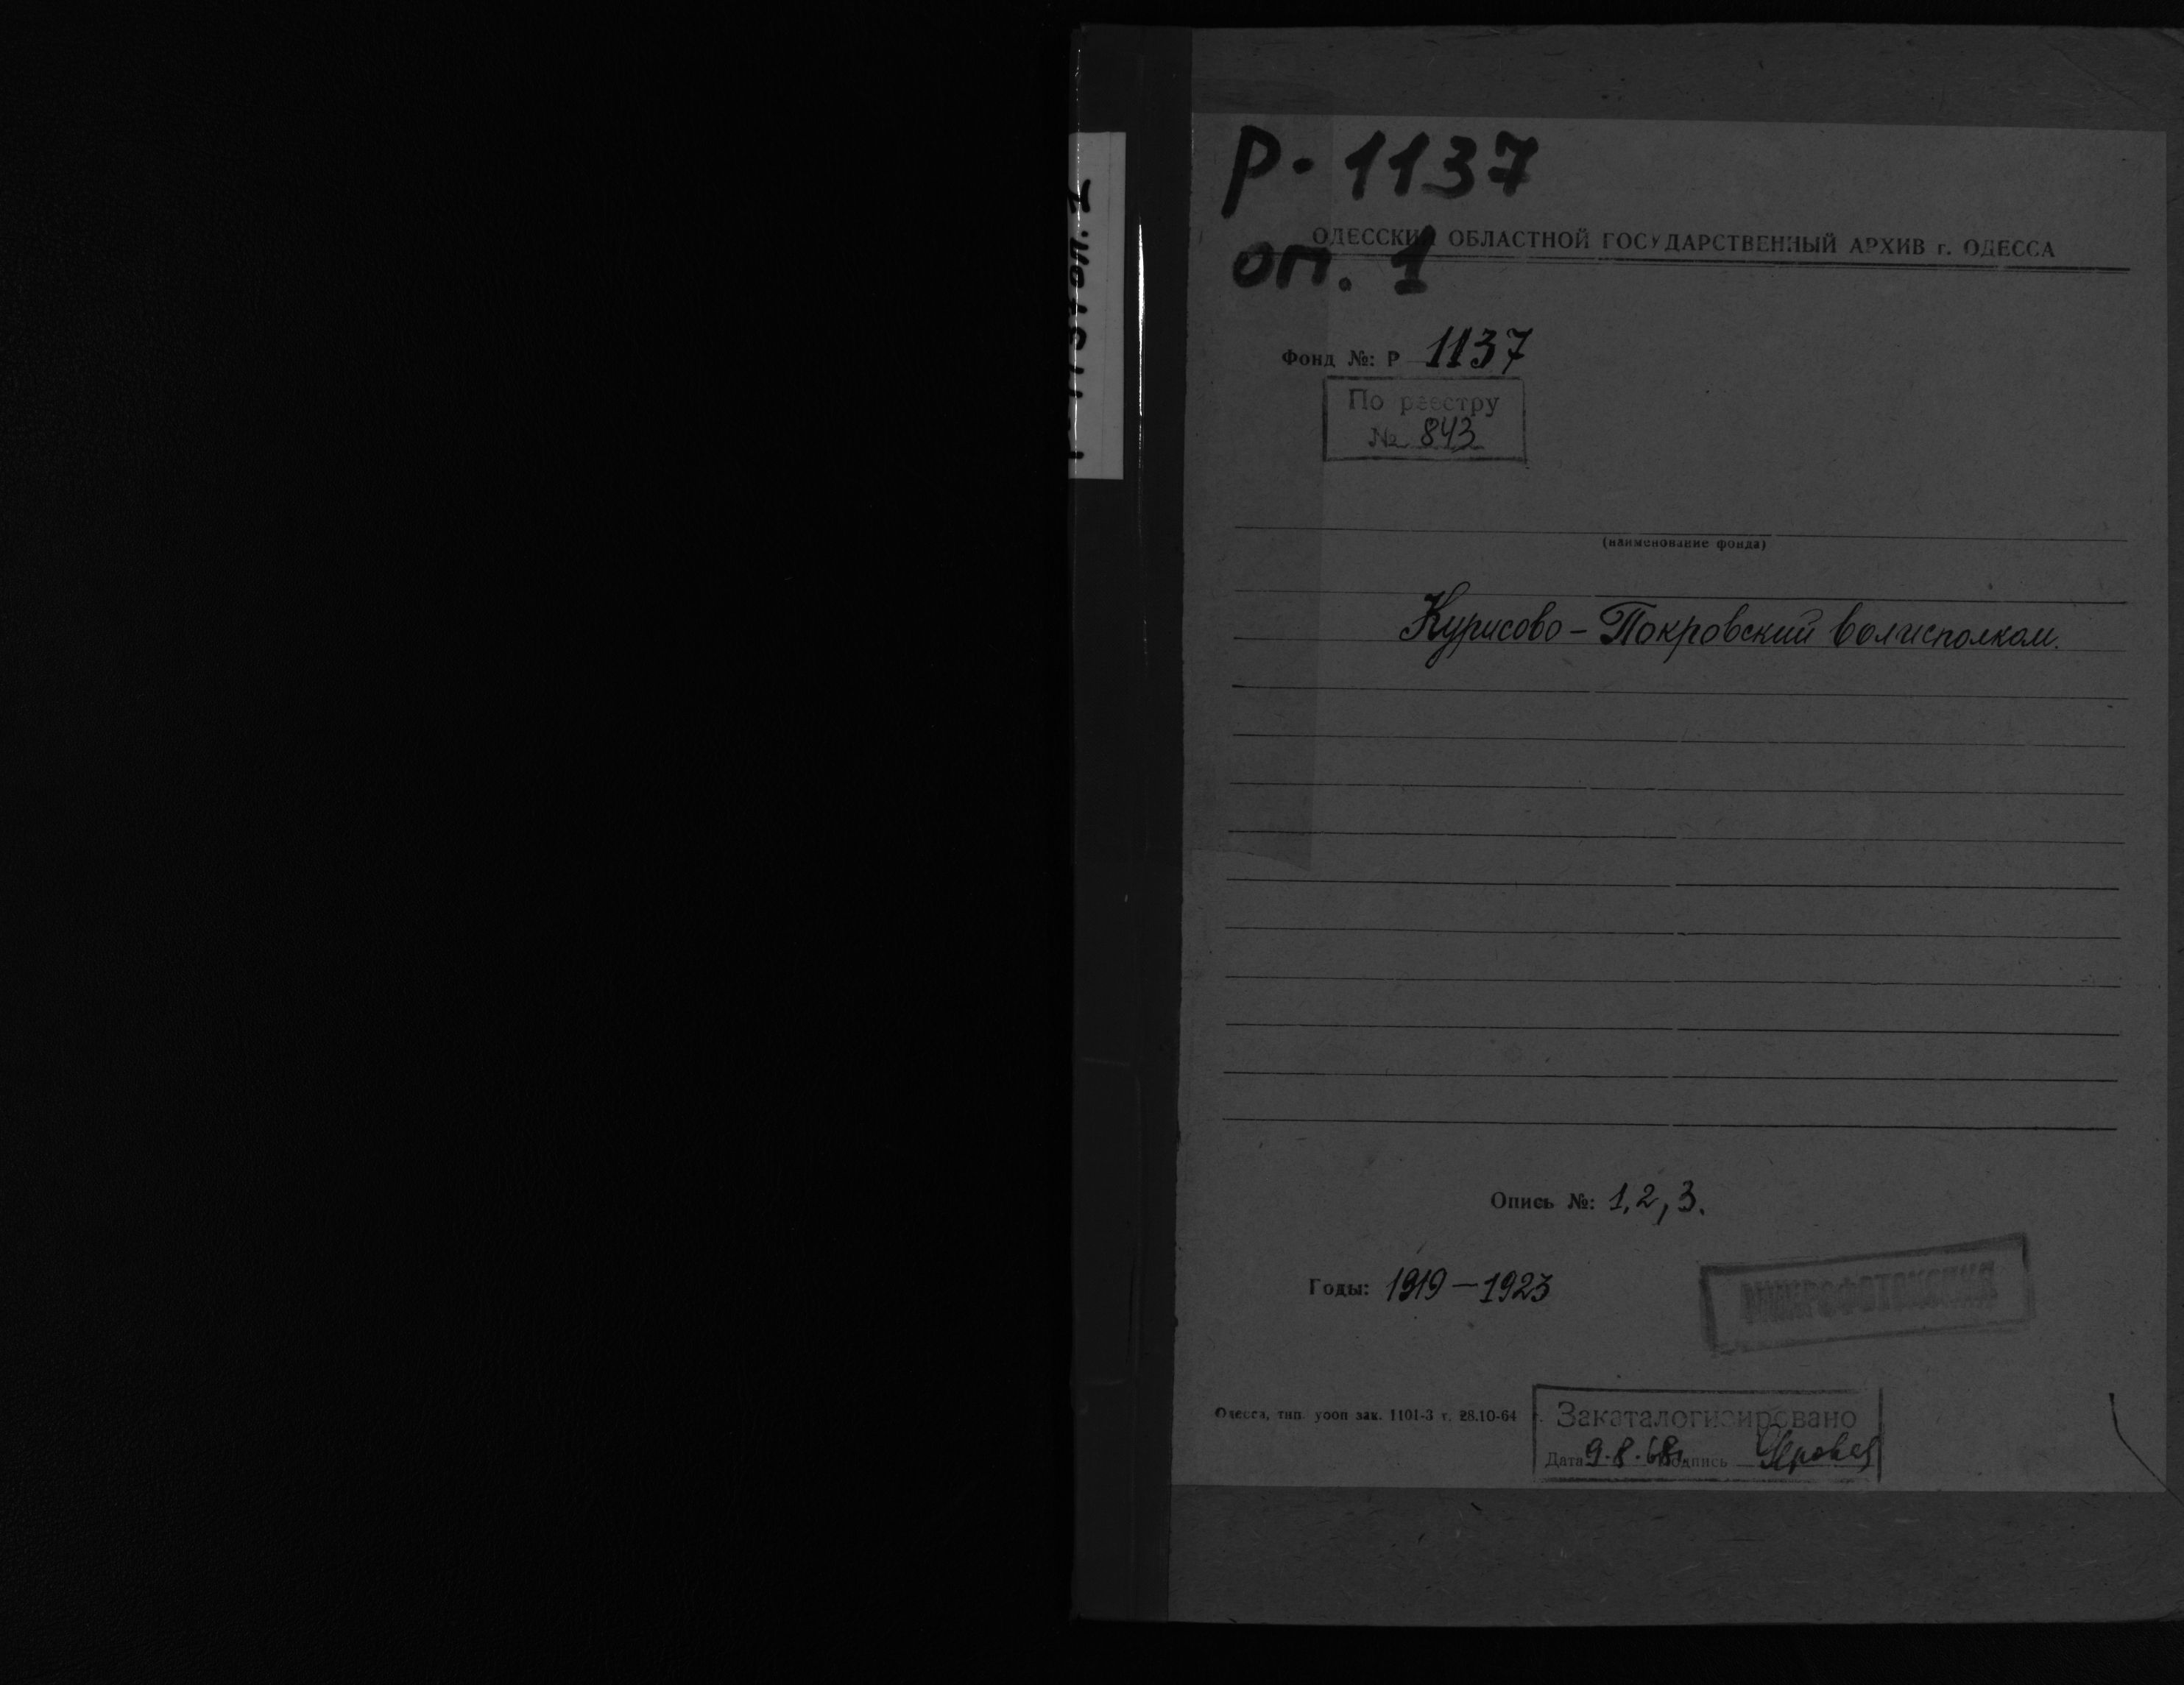 Р-1137
оп. 1
ОДЕССКИЙ ОБЛАСТНОЙ ГОСУДАРСТВЕННЫЙ АРХИВ г. ОДЕССА
Фонд №: Р 1137
По реестру
№ 843
(наименование фонда)
Курисово-Покровский волисполком.
Опись №: 1, 2, 3.
Годы: 1919-1923
МИКРОФОТОКОПИЯ
Одесса, тип. уооп зак. 1101-3 т. 28.10-64
Закаталогизировано
Дата 9.8.68г. подпись